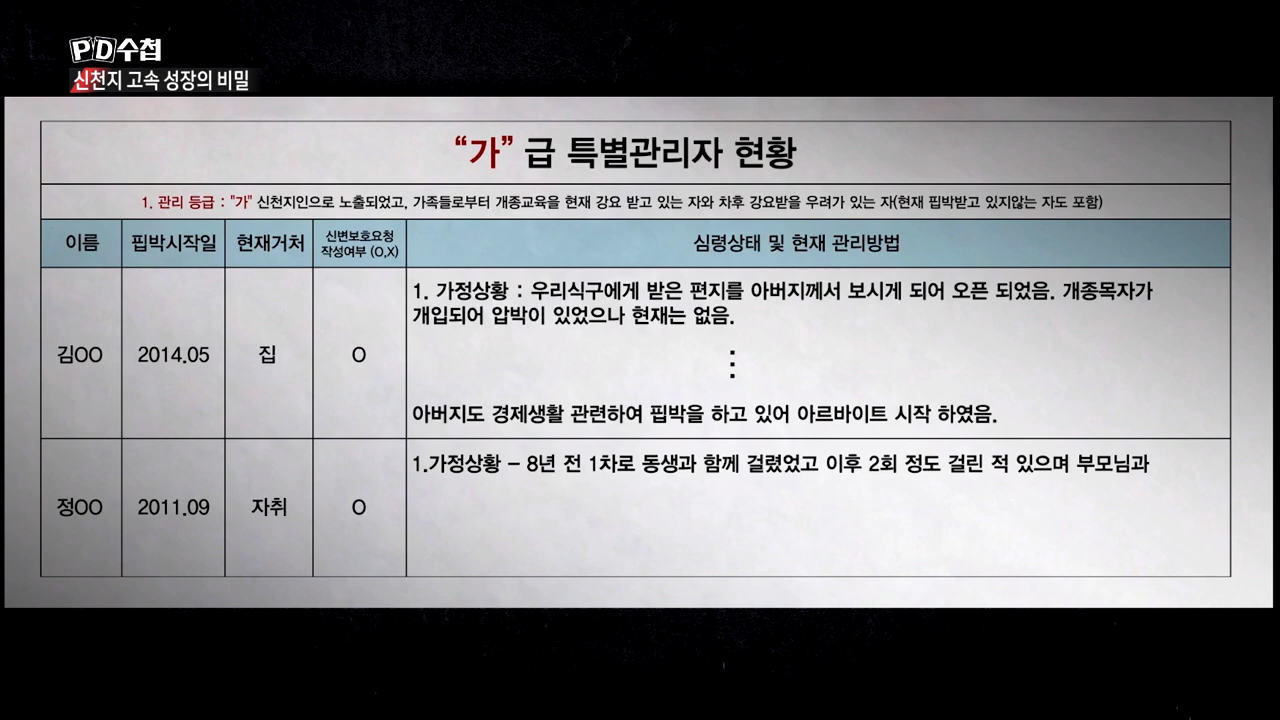 PD수첩
신천지 고속 성장의 비밀
“가” 급 특별관리자 현황
1. 관리 등급 : "가" 신천지인으로 노출되었고, 가족들로부터 개종교육을 현재 강요 받고 있는 자와 차후 강요받을 우려가 있는 자(현재 핍박받고 있지않는 자도 포함)
이름 핍박시작일 현재거처 신변보호요청 작성여부 (O,X) 심령상태 및 현재 관리방법
1. 가정상황 : 우리식구에게 받은 편지를 아버지께서 보시게 되어 오픈 되었음. 개종목자가
개입되어 압박이 있었으나 현재는 없음.
김OO 2014.05 집 O
⋮
아버지도 경제생활 관련하여 핍박을 하고 있어 아르바이트 시작 하였음.
1.가정상황 – 8년 전 1차로 동생과 함께 걸렸었고 이후 2회 정도 걸린 적 있으며 부모님과
정OO 2011.09 자취 O